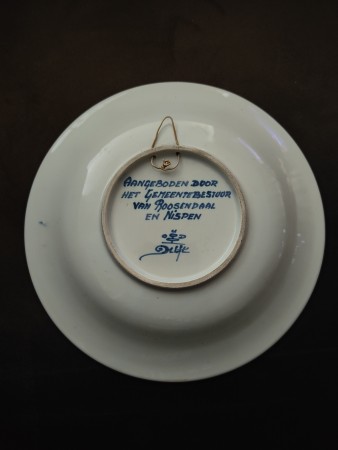 AANGEBODEN DOOR
HET GEMEENTEBESTUUR
VAN ROOSENDAAL
EN NISPEN
Delft